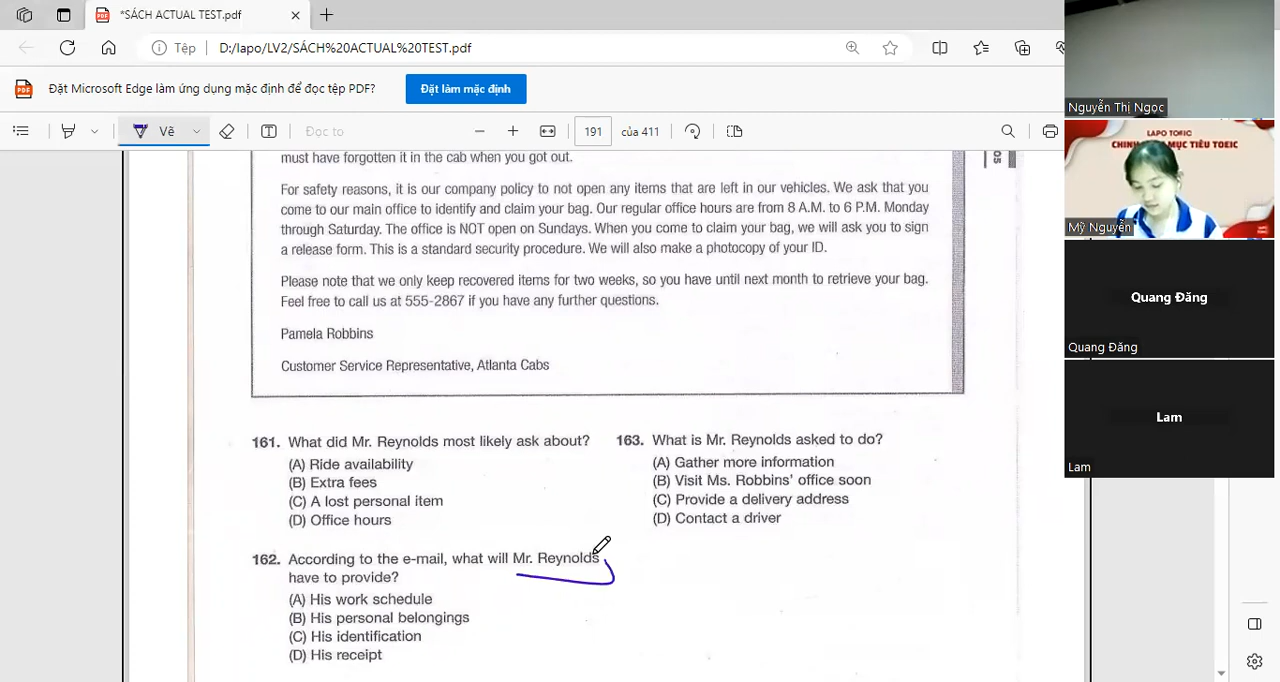 *SÁCH ACTUAL TEST.pdf
Tệp D:/lapo/LV2/SÁCH%20ACTUAL%20TEST.pdf
Đặt Microsoft Edge làm ứng dụng mặc định để đọc tệp PDF? Đặt làm mặc định
Vẽ Đọc to 191 của 411
must have forgotten it in the cab when you got out.
05
For safety reasons, it is our company policy to not open any items that are left in our vehicles. We ask that you
come to our main office to identify and claim your bag. Our regular office hours are from 8 A.M. to 6 P.M. Monday
through Saturday. The office is NOT open on Sundays. When you come to claim your bag, we will ask you to sign
a release form. This is a standard security procedure. We will also make a photocopy of your ID.
Please note that we only keep recovered items for two weeks, so you have until next month to retrieve your bag.
Feel free to call us at 555-2867 if you have any further questions.
Pamela Robbins
Customer Service Representative, Atlanta Cabs
161. What did Mr. Reynolds most likely ask about?
(A) Ride availability
(B) Extra fees
(C) A lost personal item
(D) Office hours
162. According to the e-mail, what will Mr. Reynolds
have to provide?
(A) His work schedule
(B) His personal belongings
(C) His identification
(D) His receipt
163. What is Mr. Reynolds asked to do?
(A) Gather more information
(B) Visit Ms. Robbins' office soon
(C) Provide a delivery address
(D) Contact a driver
Nguyễn Thị Ngọc
LAPO TOEIC
MỤC TIÊU TOEIC
Mỹ Nguyễn
Quang Đăng
Quang Đăng
Lam
Lam